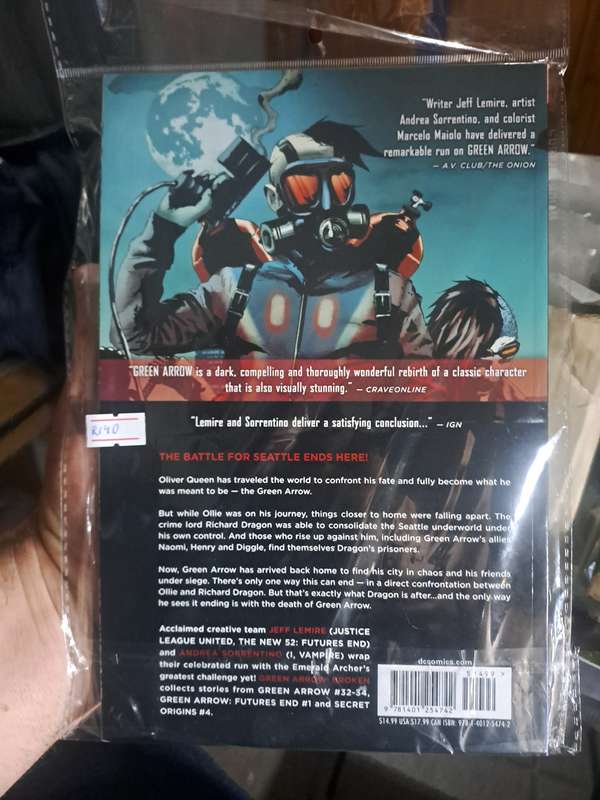 "Writer Jeff Lemire, artist
Andrea Sorrentino, and colorist
Marcelo Maiolo have delivered a
remarkable run on GREEN ARROW."
— A.V. CLUB/THE ONION
"GREEN ARROW is a dark, compelling and thoroughly wonderful rebirth of a classic character
that is also visually stunning." — CRAVEONLINE
"Lemire and Sorrentino deliver a satisfying conclusion..." — IGN
R140
THE BATTLE FOR SEATTLE ENDS HERE!
Oliver Queen has traveled the world to confront his fate and fully become what he
was meant to be — the Green Arrow.
But while Ollie was on his journey, things closer to home were falling apart. The
crime lord Richard Dragon was able to consolidate the Seattle underworld under
his own control. And those who rise up against him, including Green Arrow's allies
Naomi, Henry and Diggle, find themselves Dragon's prisoners.
Now, Green Arrow has arrived back home to find his city in chaos and his friends
under siege. There's only one way this can end — in a direct confrontation between
Ollie and Richard Dragon. But that's exactly what Dragon is after...and the only way
he sees it ending is with the death of Green Arrow.
Acclaimed creative team JEFF LEMIRE (JUSTICE
LEAGUE UNITED, THE NEW 52: FUTURES END)
and ANDREA SORRENTINO (I, VAMPIRE) wrap
their celebrated run with the Emerald Archer's
greatest challenge yet! GREEN ARROW: BROKEN
collects stories from GREEN ARROW #32-34,
GREEN ARROW: FUTURES END #1 and SECRET
ORIGINS #4.
dccomics.com
51499 >
9 781401 254742
$14.99 USA $17.99 CAN ISBN: 978-1-4012-5474-2